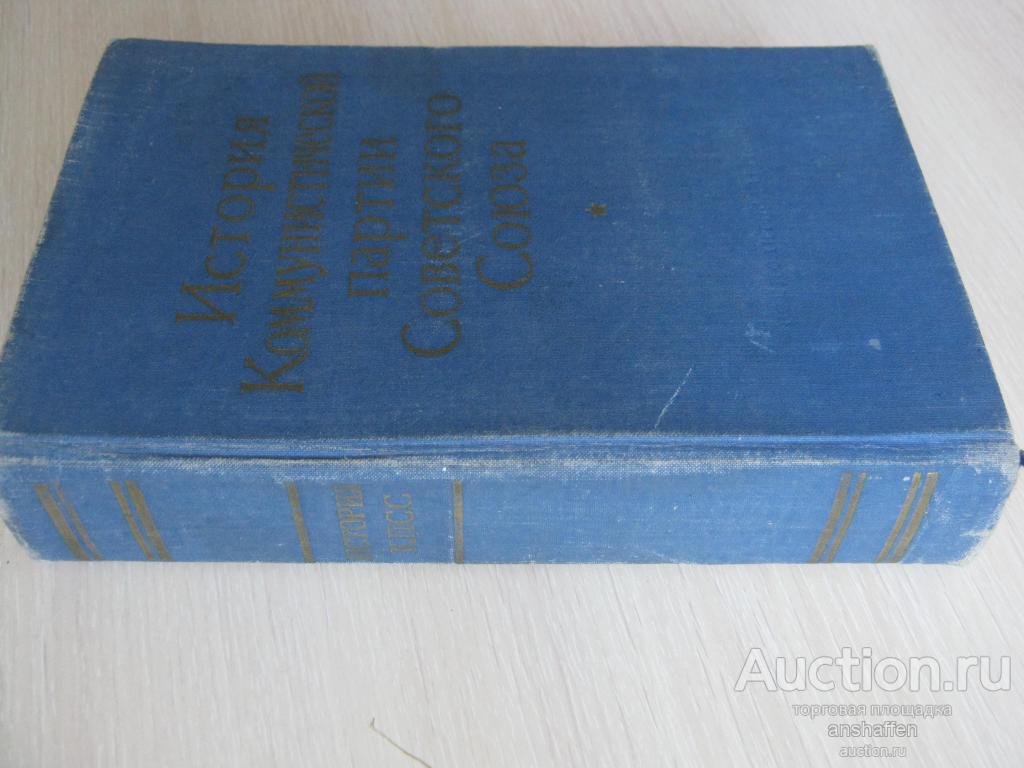 История
Коммунистической
партии
Советского
Союза
ИСТОРИЯ
КПСС
Auction.ru
торговая площадка
anshaffen
auction.ru